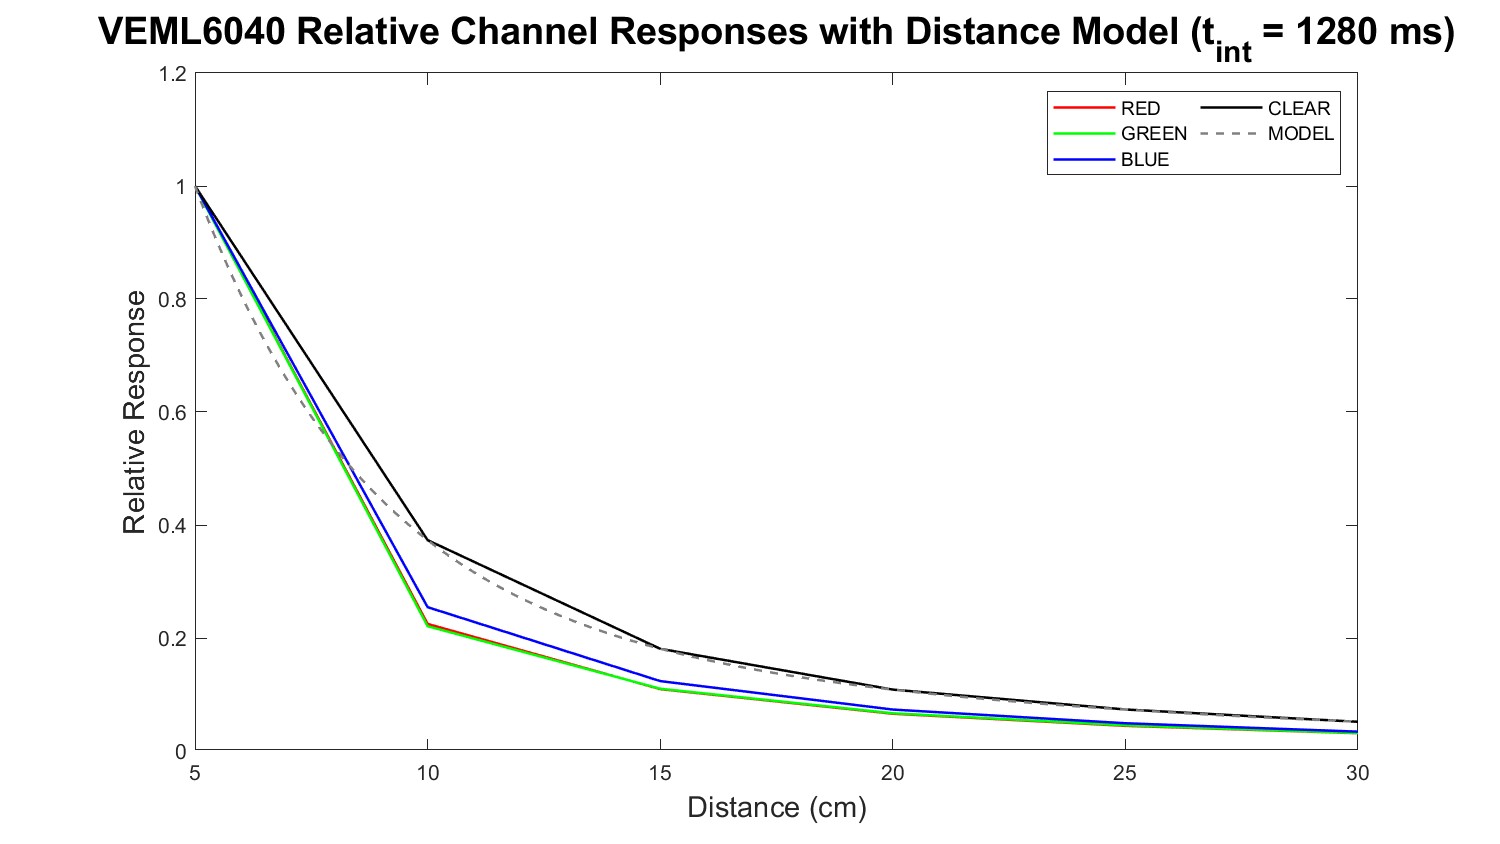 VEML6040 Relative Channel Responses with Distance Model (t_int = 1280 ms)
1.2
RED CLEAR
GREEN MODEL
BLUE
1
0.8
0.6
0.4
0.2
0
Relative Response
5 10 15 20 25 30
Distance (cm)